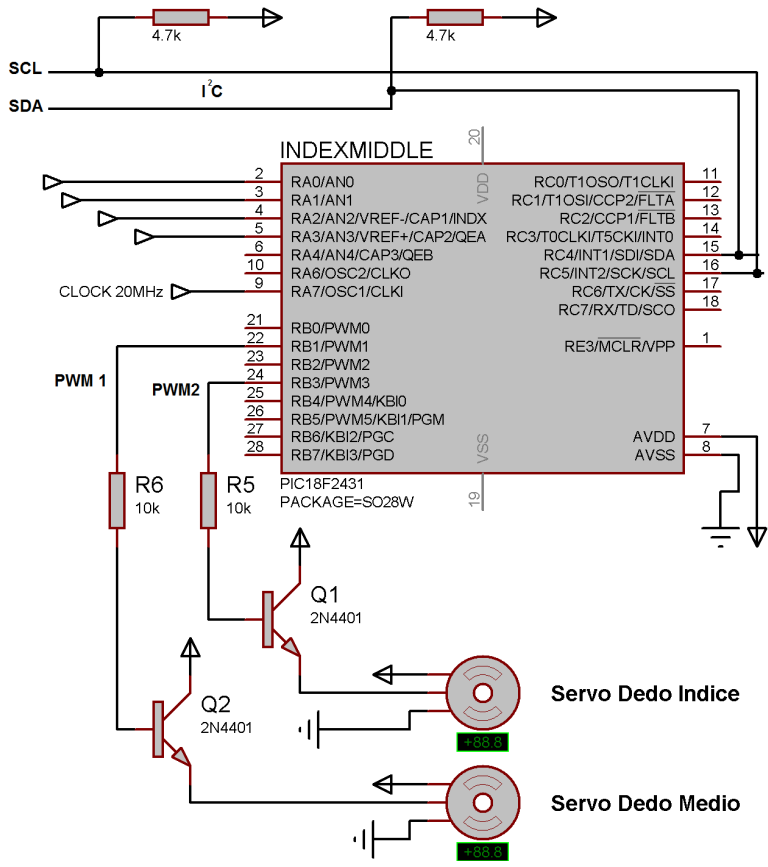 4.7k
4.7k
SCL
I²C
SDA
INDEXMIDDLE
20
VDD
2 RA0/AN0
3 RA1/AN1
4 RA2/AN2/VREF-/CAP1/INDX
5 RA3/AN3/VREF+/CAP2/QEA
6 RA4/AN4/CAP3/QEB
10 RA6/OSC2/CLKO
CLOCK 20MHz 9 RA7/OSC1/CLKI
21 RB0/PWM0
22 RB1/PWM1
23 RB2/PWM2
24 RB3/PWM3
25 RB4/PWM4/KBI0
26 RB5/PWM5/KBI1/PGM
27 RB6/KBI2/PGC
28 RB7/KBI3/PGD
RC0/T1OSO/T1CLKI 11
RC1/T1OSI/CCP2/FLTA 12
RC2/CCP1/FLTB 13
RC3/T0CLKI/T5CKI/INT0 14
RC4/INT1/SDI/SDA 15
RC5/INT2/SCK/SCL 16
RC6/TX/CK/SS 17
RC7/RX/TD/SCO 18
RE3/MCLR/VPP 1
AVDD 7
AVSS 8
VSS
19
PIC18F2431
PACKAGE=SO28W
PWM 1
PWM2
R6
10k
R5
10k
Q1
2N4401
Q2
2N4401
Servo Dedo Indice
+88.8
Servo Dedo Medio
+88.8